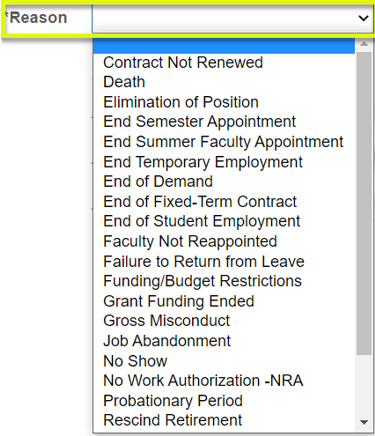 *Reason
Contract Not Renewed
Death
Elimination of Position
End Semester Appointment
End Summer Faculty Appointment
End Temporary Employment
End of Demand
End of Fixed-Term Contract
End of Student Employment
Faculty Not Reappointed
Failure to Return from Leave
Funding/Budget Restrictions
Grant Funding Ended
Gross Misconduct
Job Abandonment
No Show
No Work Authorization -NRA
Probationary Period
Rescind Retirement